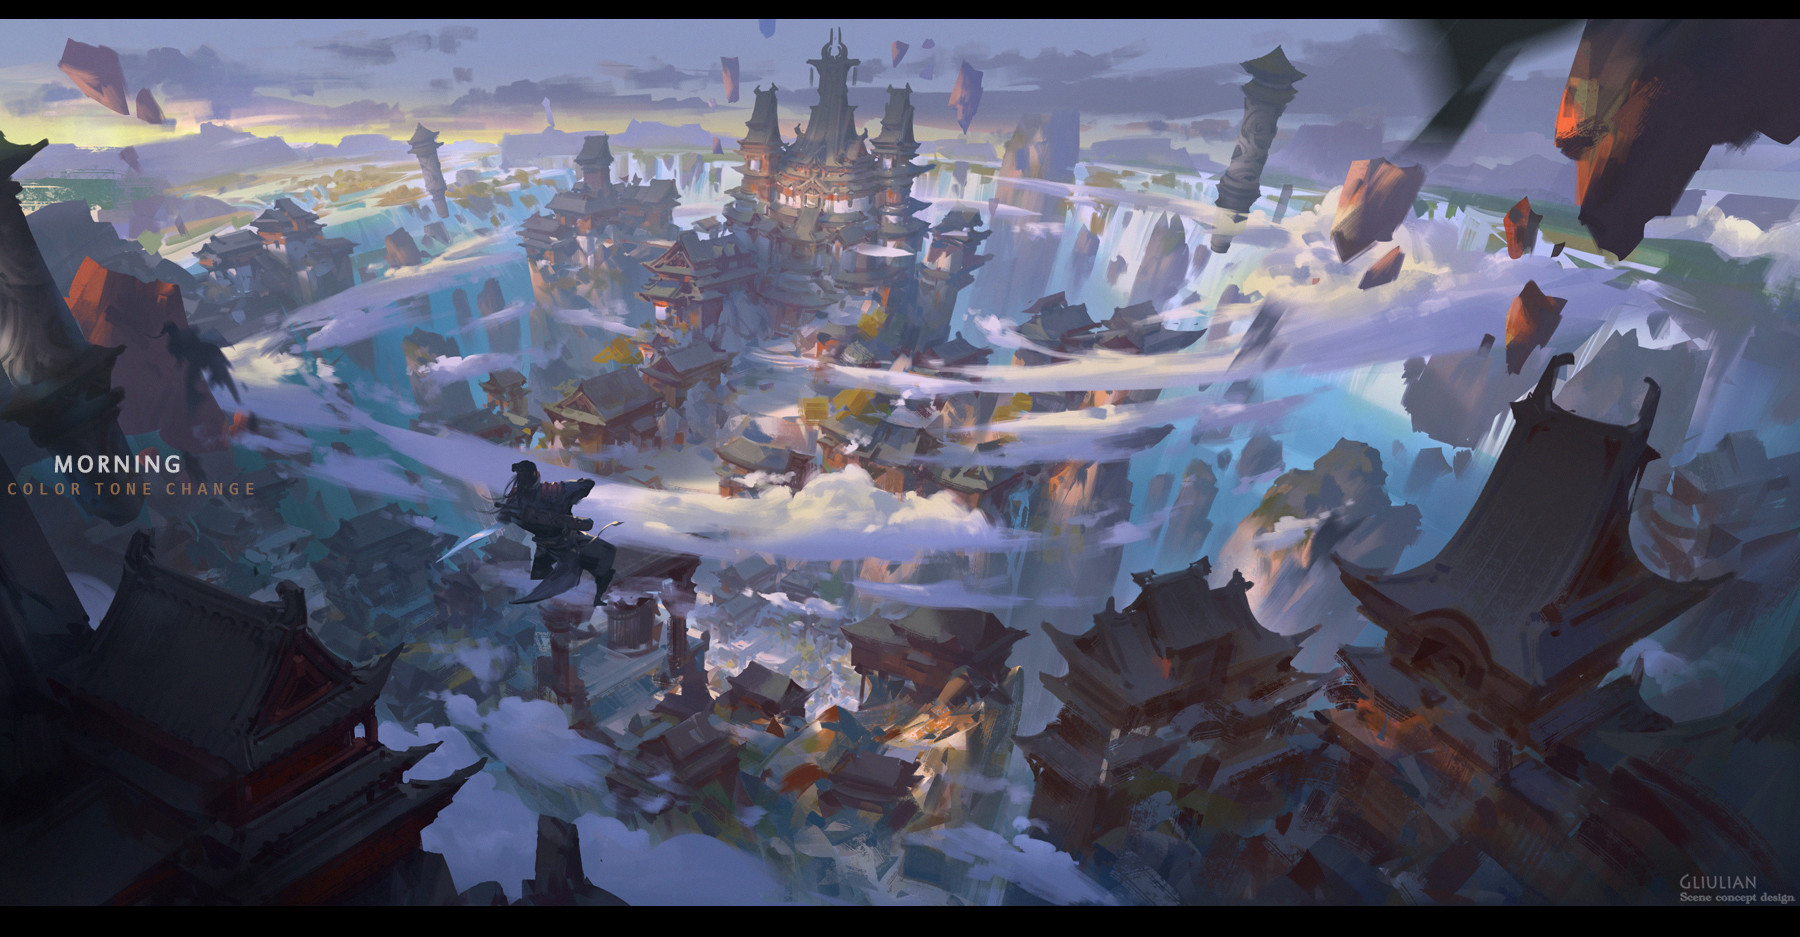 MORNING
COLOR TONE CHANGE
GLIULIAN
Scene concept design